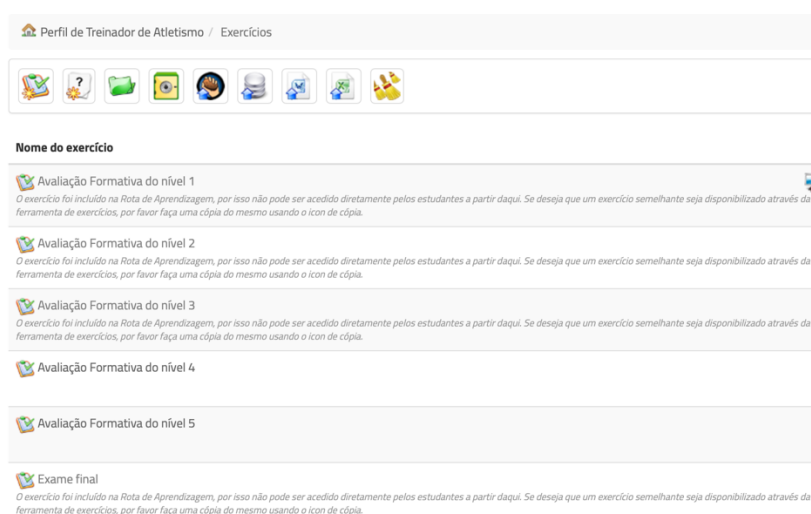 Perfil de Treinador de Atletismo / Exercícios
Nome do exercício
Avaliação Formativa do nível 1
O exercício foi incluído na Rota de Aprendizagem, por isso não pode ser acedido diretamente pelos estudantes a partir daqui. Se deseja que um exercício semelhante seja disponibilizado através da
ferramenta de exercícios, por favor faça uma cópia do mesmo usando o icon de cópia.
Avaliação Formativa do nível 2
O exercício foi incluído na Rota de Aprendizagem, por isso não pode ser acedido diretamente pelos estudantes a partir daqui. Se deseja que um exercício semelhante seja disponibilizado através da
ferramenta de exercícios, por favor faça uma cópia do mesmo usando o icon de cópia.
Avaliação Formativa do nível 3
O exercício foi incluído na Rota de Aprendizagem, por isso não pode ser acedido diretamente pelos estudantes a partir daqui. Se deseja que um exercício semelhante seja disponibilizado através da
ferramenta de exercícios, por favor faça uma cópia do mesmo usando o icon de cópia.
Avaliação Formativa do nível 4
Avaliação Formativa do nível 5
Exame final
O exercício foi incluído na Rota de Aprendizagem, por isso não pode ser acedido diretamente pelos estudantes a partir daqui. Se deseja que um exercício semelhante seja disponibilizado através da
ferramenta de exercícios, por favor faça uma cópia do mesmo usando o icon de cópia.